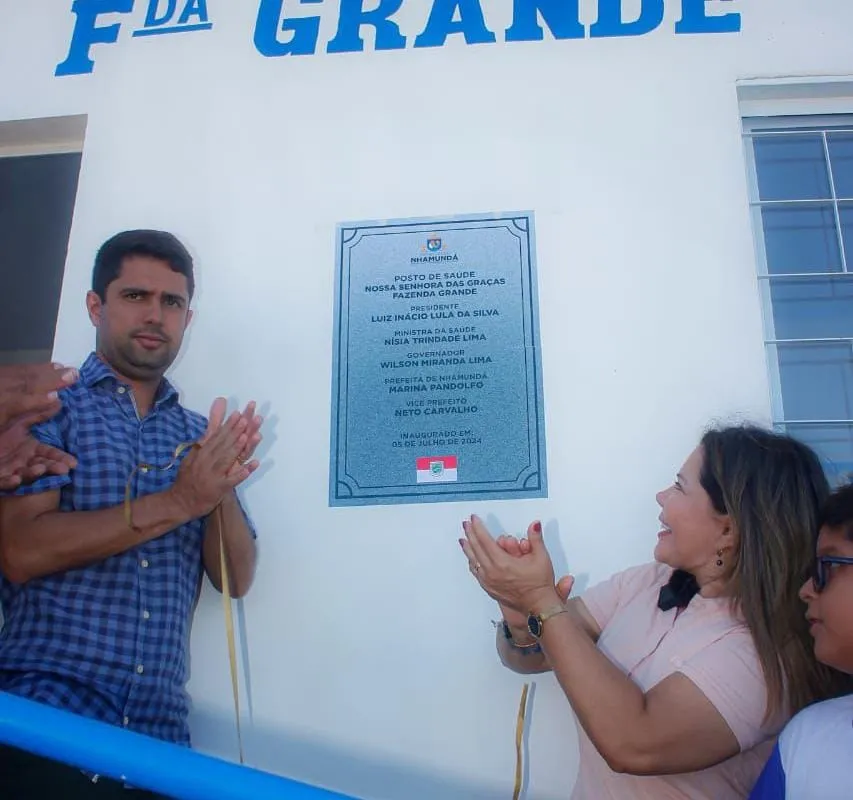 FDA GRANDE
NHAMUNDÁ
POSTO DE SAÚDE
NOSSA SENHORA DAS GRAÇAS
FAZENDA GRANDE
PRESIDENTE
LUIZ INÁCIO LULA DA SILVA
MINISTRA DA SAÚDE
NÍSIA TRINDADE LIMA
GOVERNADOR
WILSON MIRANDA LIMA
PREFEITA DE NHAMUNDÁ
MARINA PANDOLFO
VICE PREFEITO
NETO CARVALHO
INAUGURADO EM:
05 DE JULHO DE 2024